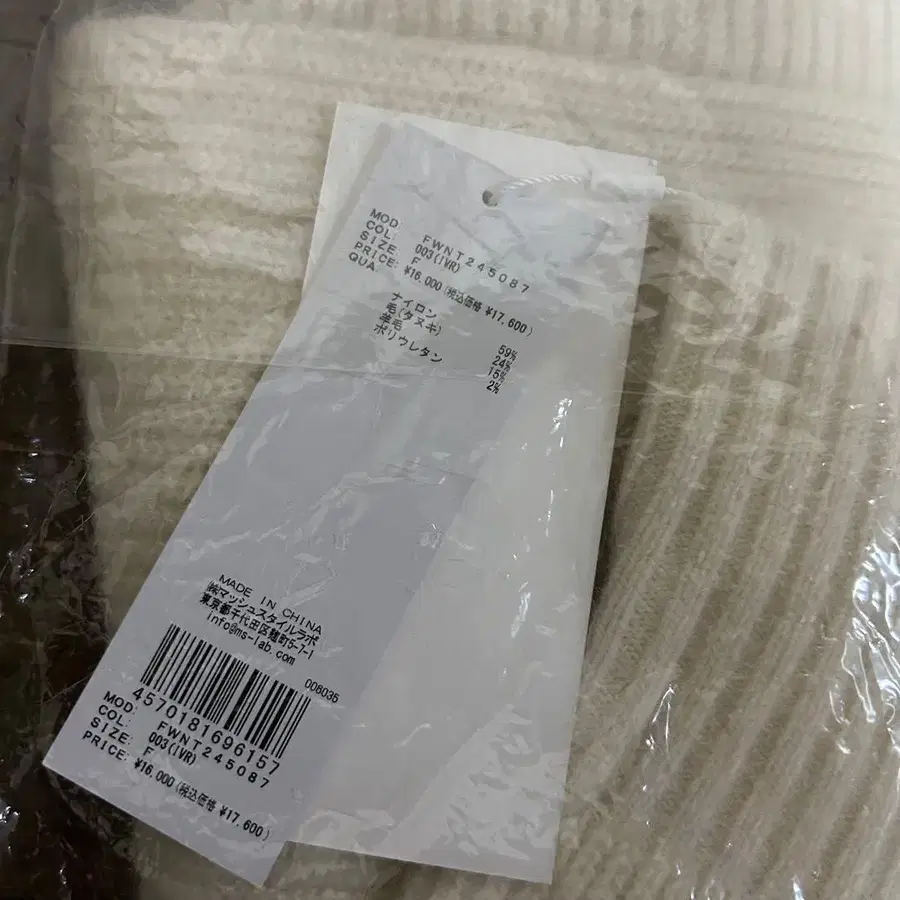 MOD: FWNT245087
COL: 003(IVR)
SIZE: F
PRICE: ¥16,000(税込価格 ¥17,600)
QUA:
ナイロン 59%
毛(タヌキ) 24%
羊毛 15%
ポリウレタン 2%
MADE IN CHINA
㈱マッシュスタイルラボ
東京都千代田区麹町5-7-1
info@ms-lab.com
006035
4570181696157
MOD: FWNT245087
COL: 003(IVR)
SIZE: F
PRICE: ¥16,000(税込価格 ¥17,600)